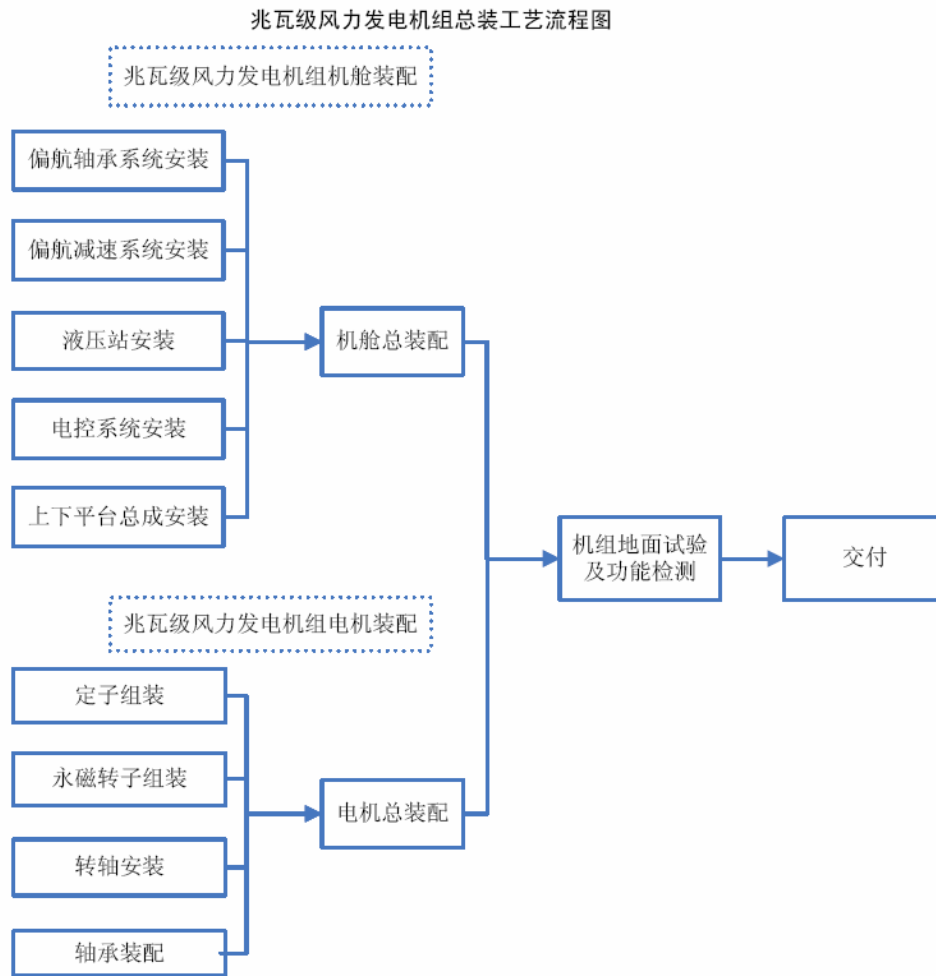 兆瓦级风力发电机组总装工艺流程图
兆瓦级风力发电机组机舱装配
偏航轴承系统安装
偏航减速系统安装
液压站安装
机舱总装配
电控系统安装
上下平台总成安装
机组地面试验
及功能检测
交付
兆瓦级风力发电机组电机装配
定子组装
永磁转子组装
电机总装配
转轴安装
轴承装配